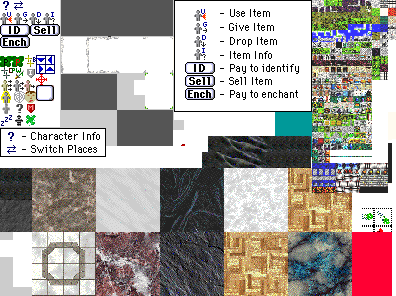 ? ⇄
U G D I
ID Sell
Ench
U - Use Item
G - Give Item
D - Drop Item
I - Item Info
ID - Pay to identify
Sell - Sell Item
Ench - Pay to enchant
? - Character Info
⇄ - Switch Places